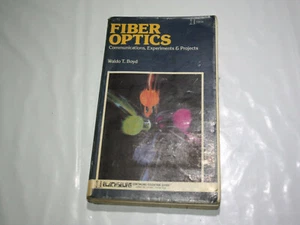 FIBER
OPTICS
Communications, Experiments & Projects
Waldo T. Boyd